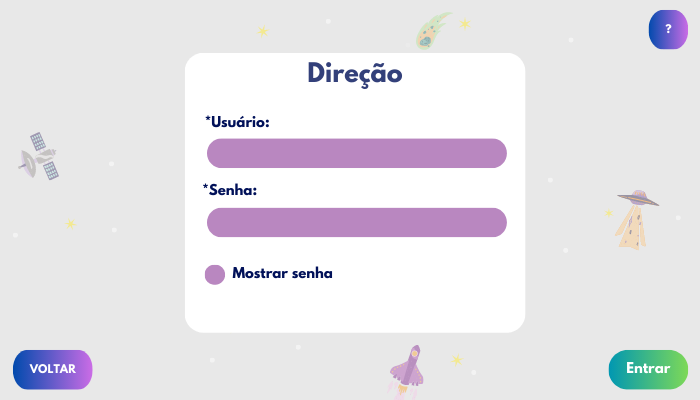 ?
Direção
*Usuário:
*Senha:
Mostrar senha
VOLTAR
Entrar